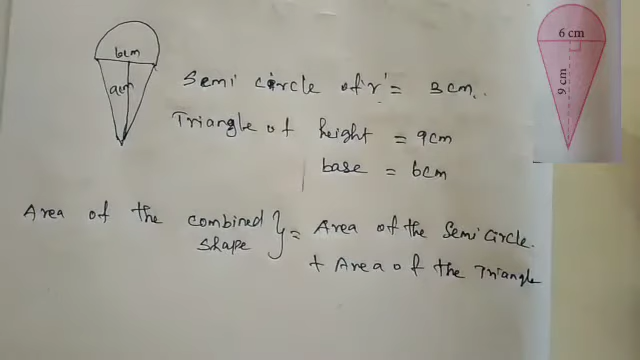 6cm
9cm
Semi circle of 'r' = 3cm.
Triangle of height = 9cm
base = 6cm
Area of the combined shape } = Area of the Semi Circle.
+ Area of the Triangle
6 cm
9 cm